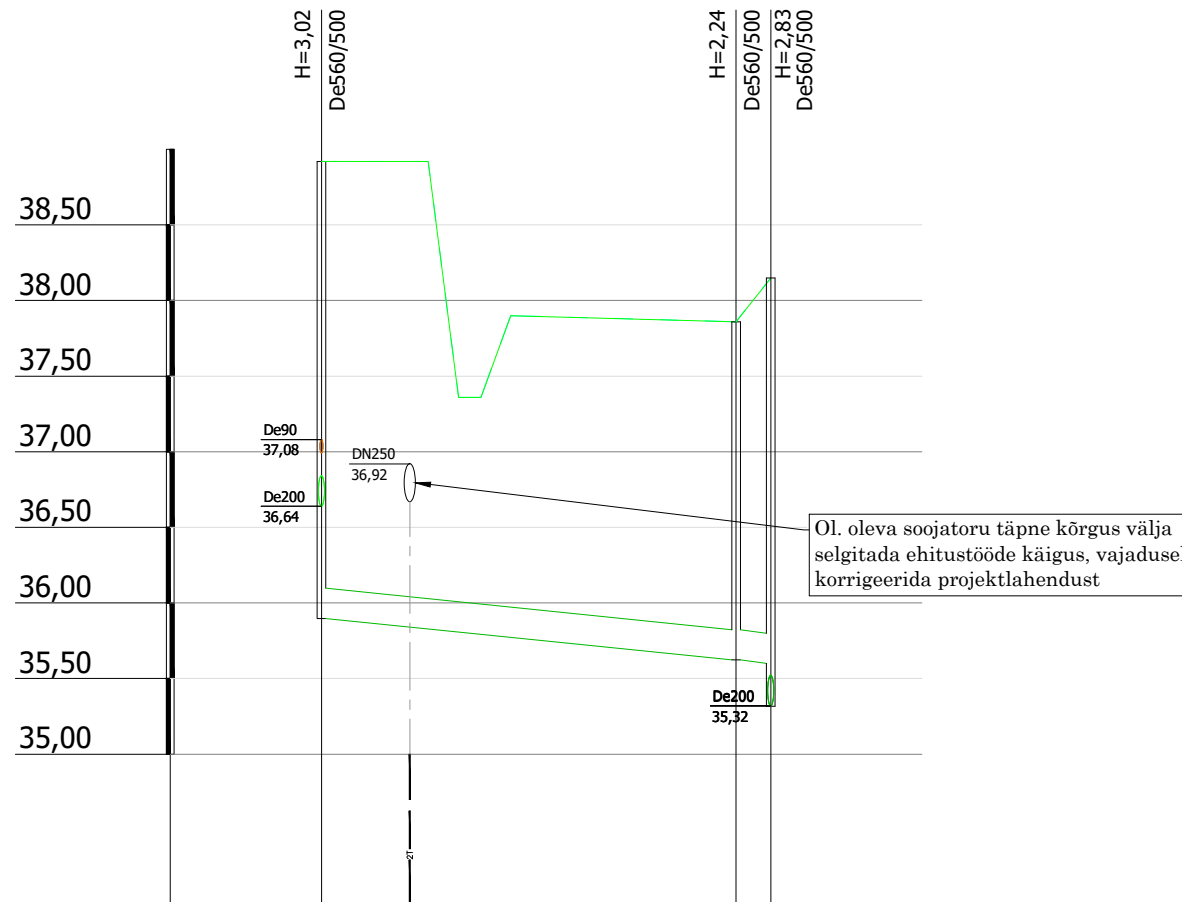 H=3,02
De560/500
H=2,24
De560/500
H=2,83
De560/500
38,50
38,00
37,50
37,00
36,50
36,00
35,50
35,00
De90
37,08
De200
36,64
DN250
36,92
Ol. oleva soojatoru täpne kõrgus välja
selgitada ehitustööde käigus, vajadusel
korrigeerida projektlahendust
De200
35,32
2T